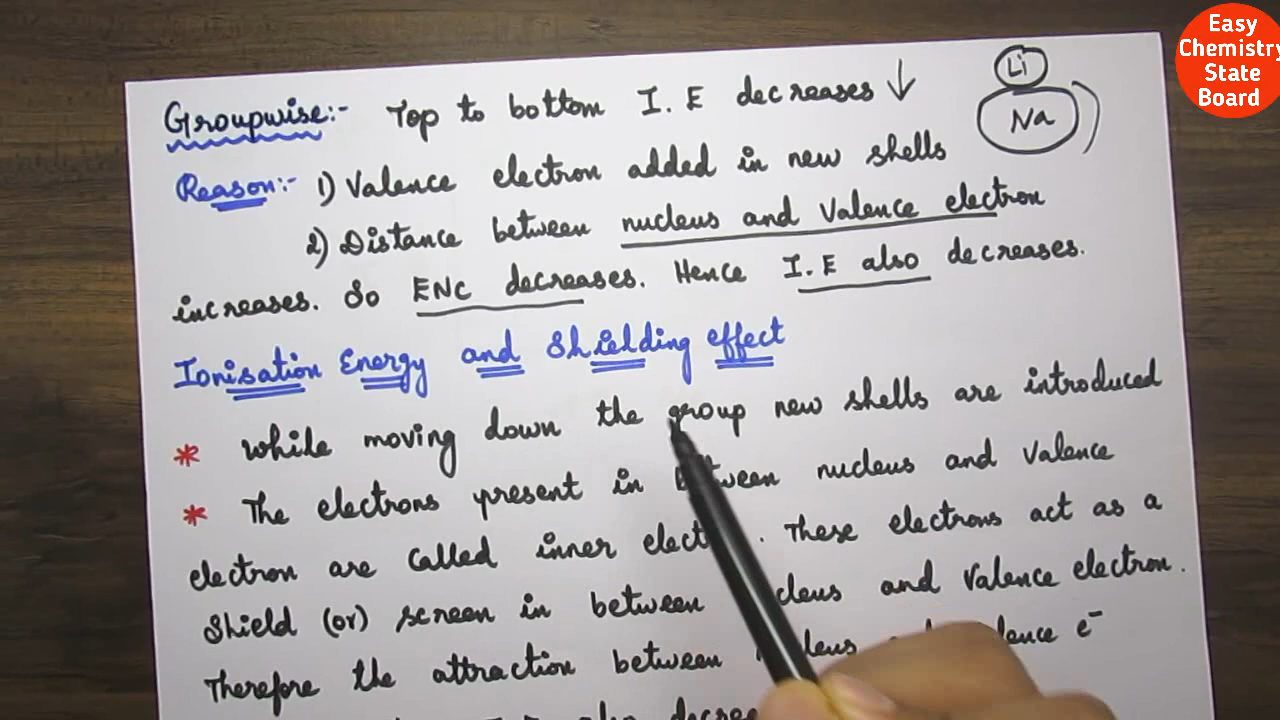 Easy
Chemistry
State
Board
Groupwise:- Top to bottom I.E decreases ↓
Li
Na
Reason:- 1) Valence electron added in new shells
2) Distance between nucleus and Valence electron
increases. So ENC decreases. Hence I.E also decreases.
Ionisation Energy and Shielding effect
* While moving down the group new shells are introduced
* The electrons present in between nucleus and Valence
electron are called inner elect . These electrons act as a
Shield (or) screen in between cleus and Valence electron.
Therefore the attraction between e⁻
also